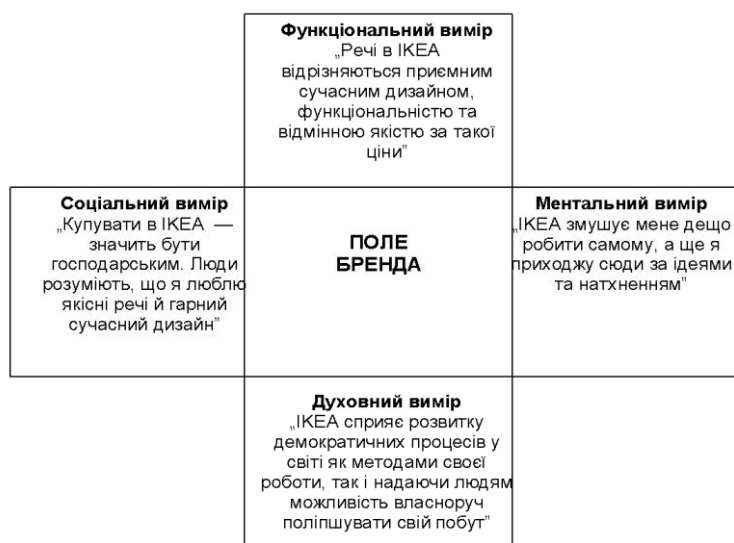 Функціональний вимір
„Речі в IKEA
відрізняються приємним
сучасним дизайном,
функціональністю та
відмінною якістю за такої
ціни”
Соціальний вимір
„Купувати в IKEA —
значить бути
господарським. Люди
розуміють, що я люблю
якісні речі й гарний
сучасний дизайн”
ПОЛЕ
БРЕНДА
Ментальний вимір
„IKEA змушує мене дещо
робити самому, а ще я
приходжу сюди за ідеями
та натхненням”
Духовний вимір
„IKEA сприяє розвитку
демократичних процесів у
світі як методами своєї
роботи, так і надаючи людям
можливість власноруч
поліпшувати свій побут”